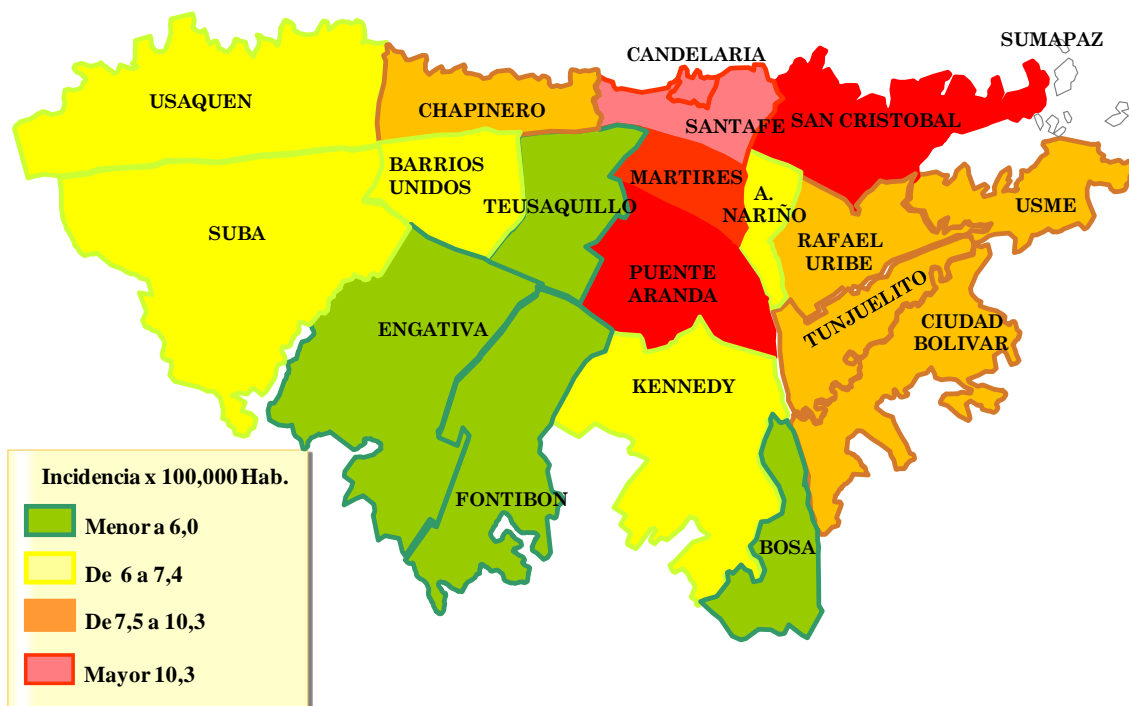 SUMAPAZ
CANDELARIA
USAQUEN
CHAPINERO
SANTAFE
SAN CRISTOBAL
BARRIOS
UNIDOS
MARTIRES
A.
NARIÑO
TEUSAQUILLO
USME
SUBA
RAFAEL
URIBE
PUENTE
ARANDA
TUNJUELITO
ENGATIVA
CIUDAD
BOLIVAR
KENNEDY
FONTIBON
BOSA
Incidencia x 100,000 Hab.
Menor a 6,0
De 6 a 7,4
De 7,5 a 10,3
Mayor 10,3